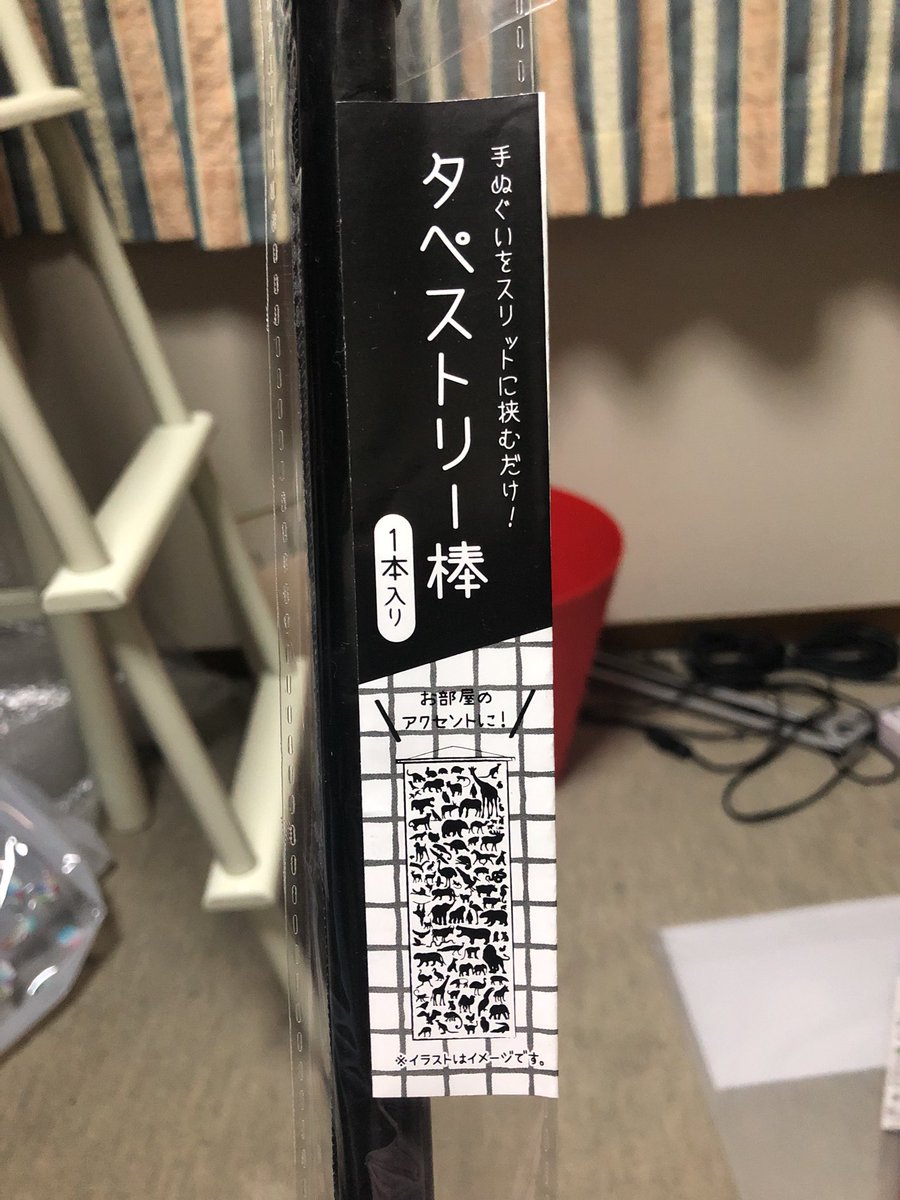 手ぬぐいをスリットに挟むだけ！
タペストリー棒
1本入り
お部屋の
アクセントに！
※イラストはイメージです。